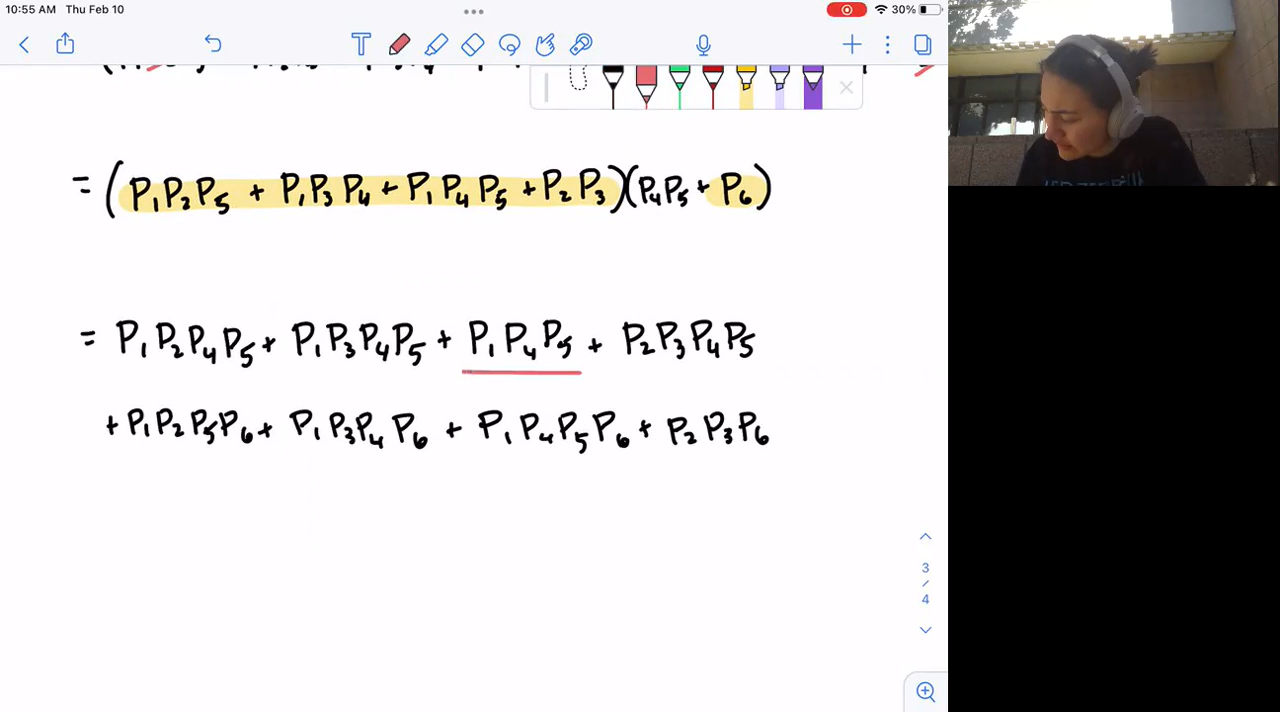 10:55 AM Thu Feb 10
30%
= (P₁P₂P₅ + P₁P₃P₄ + P₁P₄P₅ + P₂P₃)(P₄P₅ + P₆)
= P₁P₂P₄P₅ + P₁P₃P₄P₅ + P₁P₄P₅ + P₂P₃P₄P₅
+ P₁P₂P₅P₆ + P₁P₃P₄P₆ + P₁P₄P₅P₆ + P₂P₃P₆
3
/
4